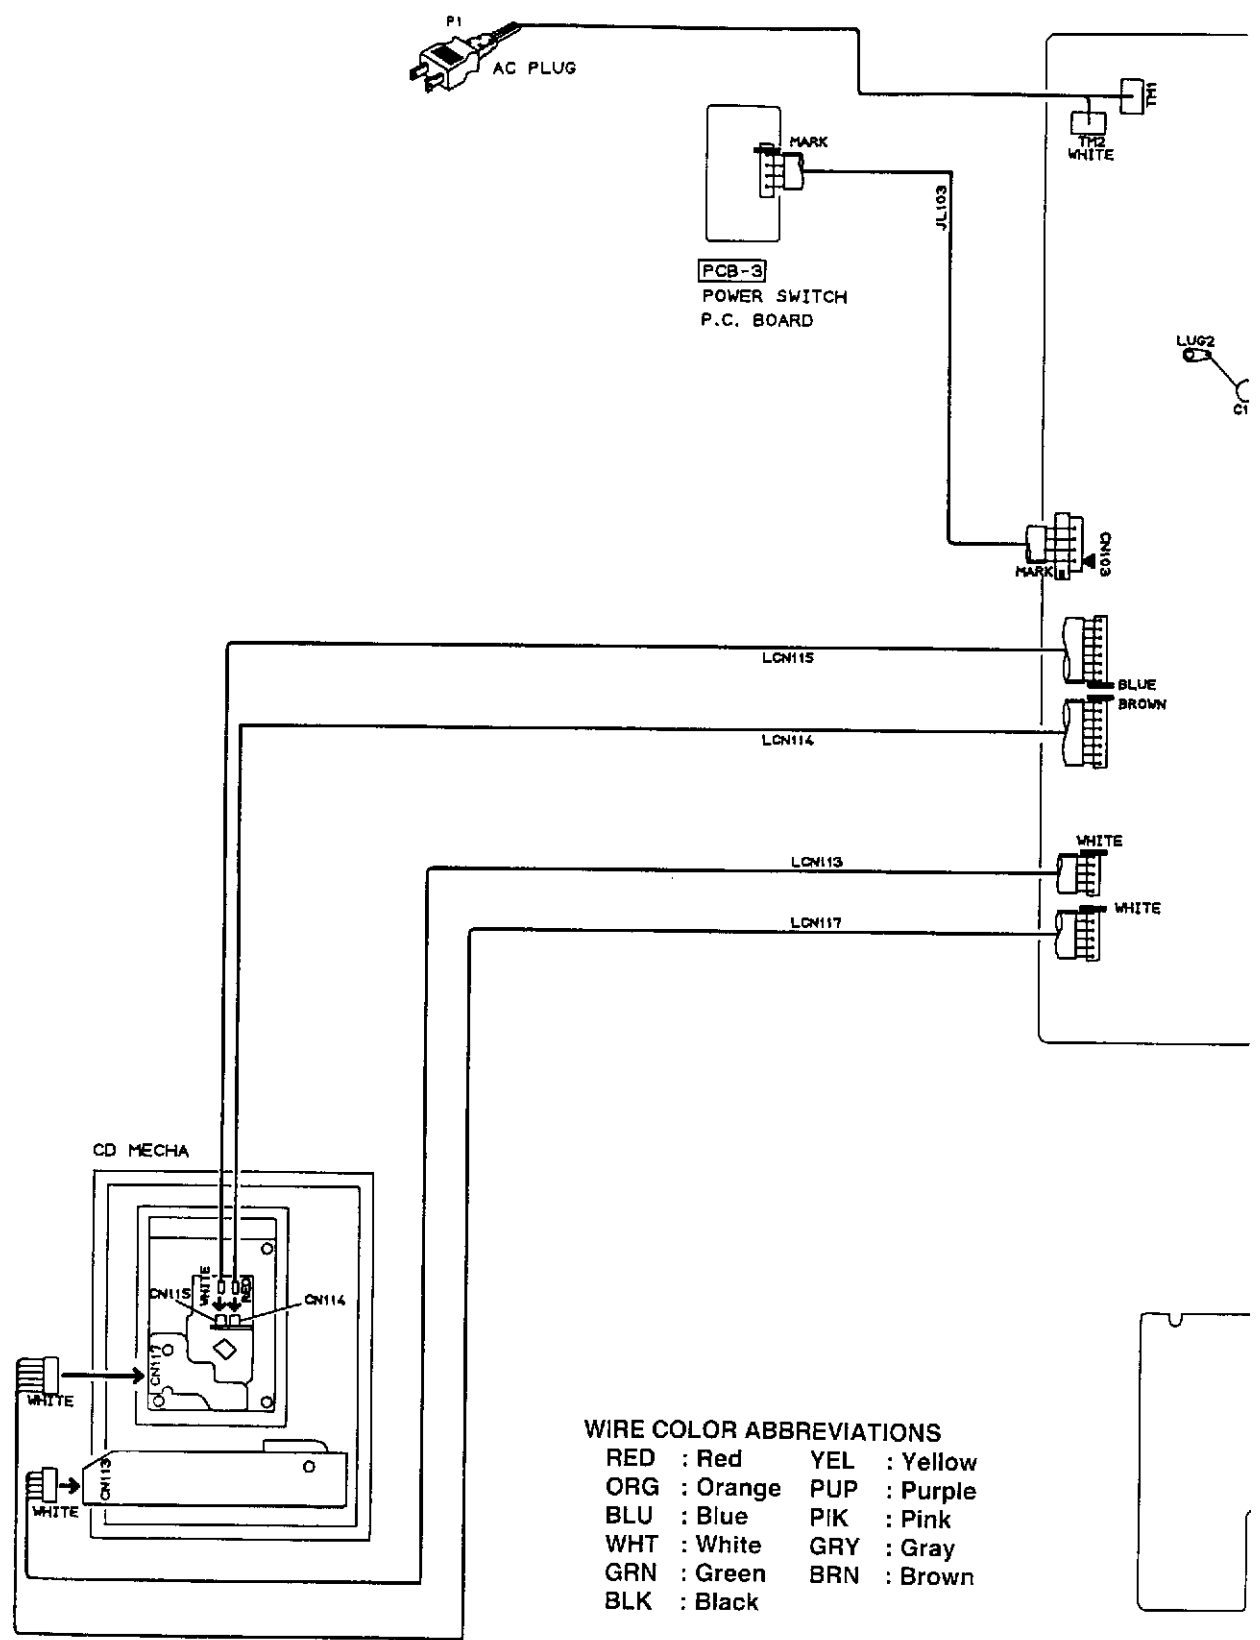 P1
AC PLUG
TM1
TM2
WHITE
MARK
JL103
PCB-3
POWER SWITCH
P.C. BOARD
LUG2
C1
CN103
MARK
LCN115
BLUE
BROWN
LCN114
WHITE
LCN113
WHITE
LCN117
CD MECHA
WHITE
RED
CN115
CN114
CN117
WHITE
CN113
WHITE
WIRE COLOR ABBREVIATIONS
RED : Red YEL : Yellow
ORG : Orange PUP : Purple
BLU : Blue PIK : Pink
WHT : White GRY : Gray
GRN : Green BRN : Brown
BLK : Black